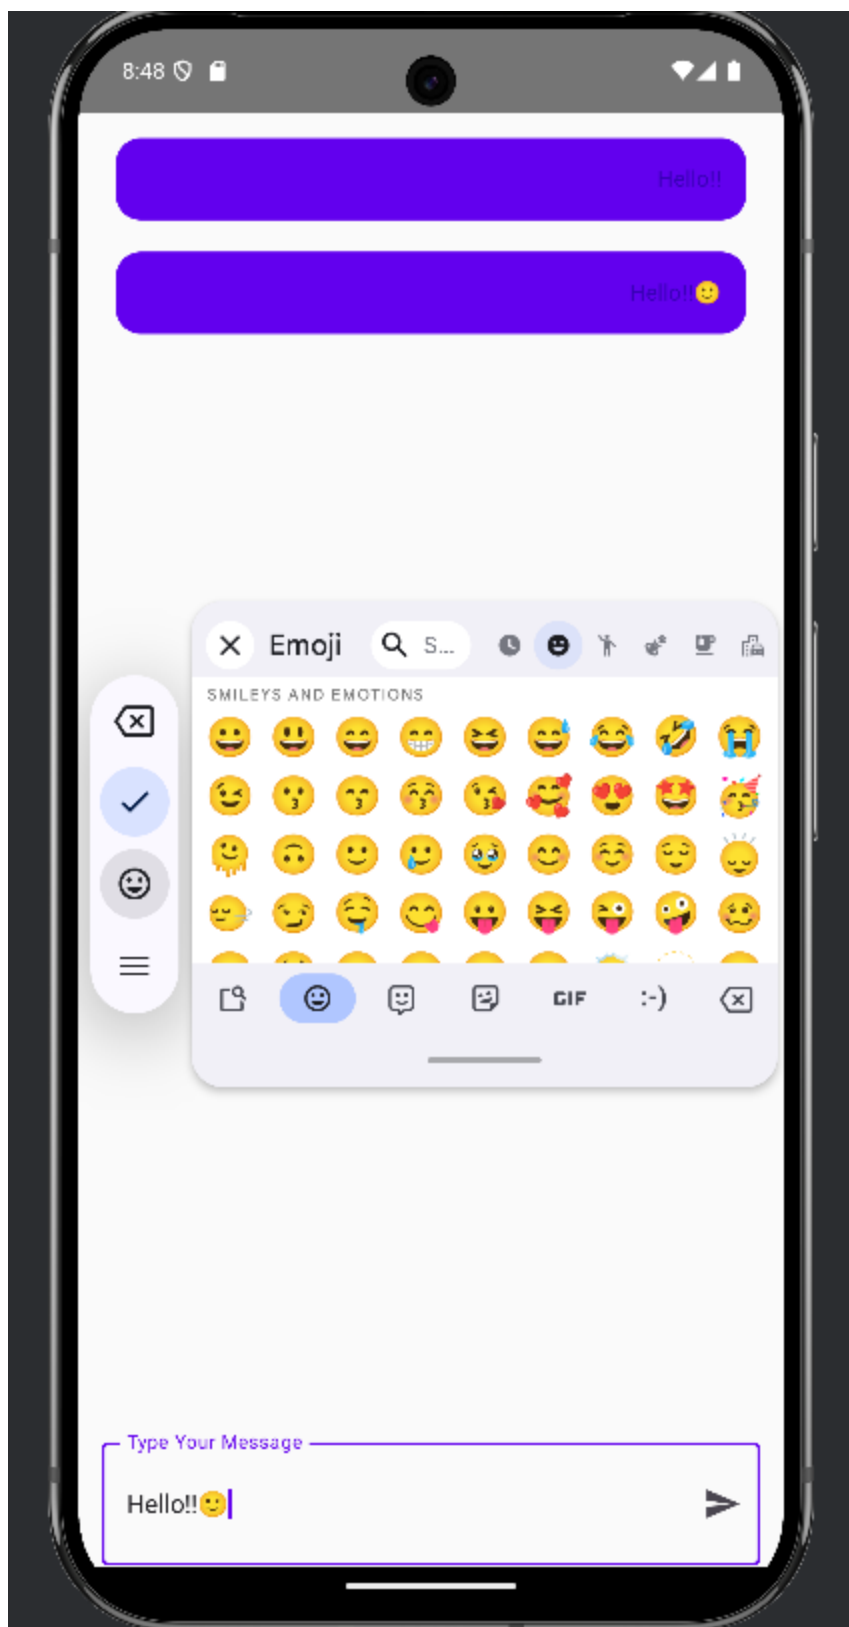 8:48
Hello!!
Hello!!🙂
Emoji S...
SMILEYS AND EMOTIONS
GIF :-)
Type Your Message
Hello!!🙂